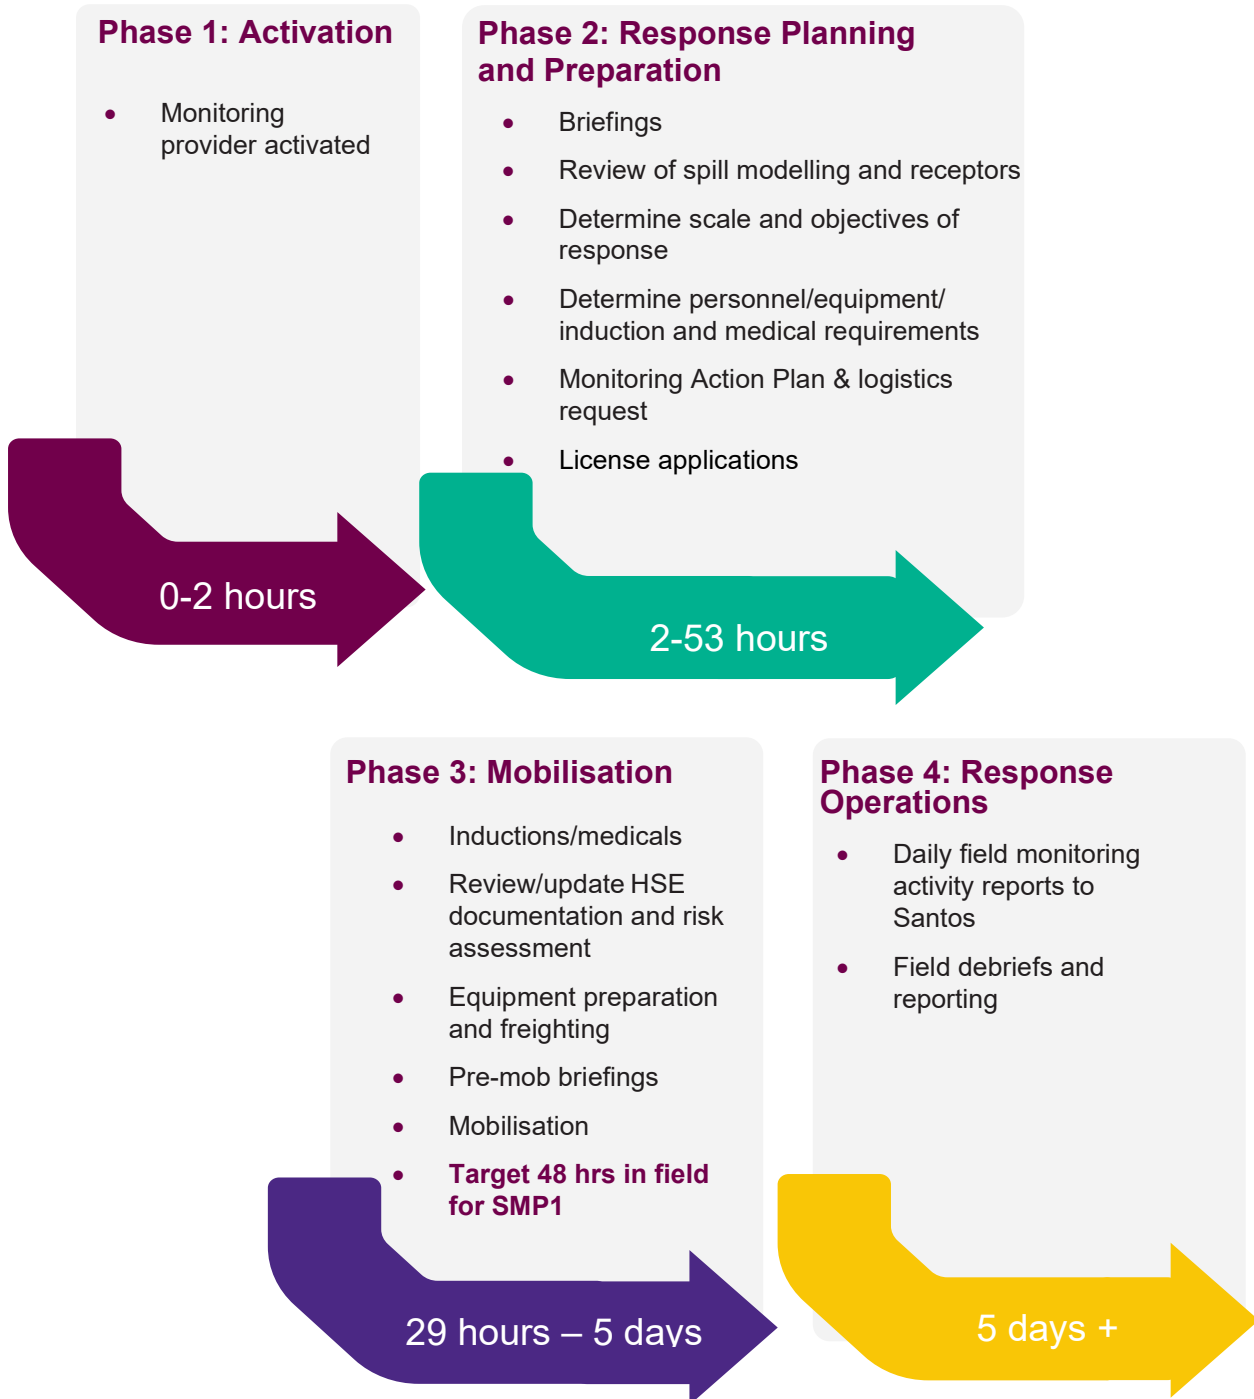 Phase 1: Activation
• Monitoring
provider activated
0-2 hours
Phase 2: Response Planning
and Preparation
• Briefings
• Review of spill modelling and receptors
• Determine scale and objectives of
response
• Determine personnel/equipment/
induction and medical requirements
• Monitoring Action Plan & logistics
request
• License applications
2-53 hours
Phase 3: Mobilisation
• Inductions/medicals
• Review/update HSE
documentation and risk
assessment
• Equipment preparation
and freighting
• Pre-mob briefings
• Mobilisation
• Target 48 hrs in field
for SMP1
29 hours – 5 days
Phase 4: Response
Operations
• Daily field monitoring
activity reports to
Santos
• Field debriefs and
reporting
5 days +